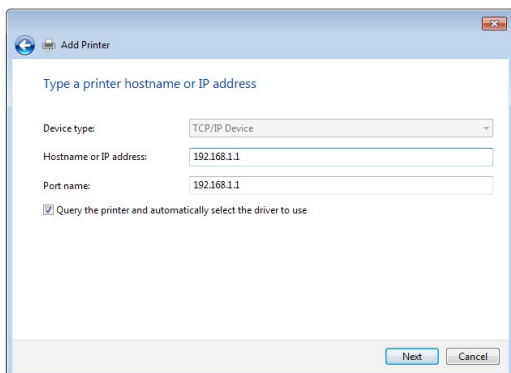 Add Printer
Type a printer hostname or IP address
Device type: TCP/IP Device
Hostname or IP address: 192.168.1.1
Port name: 192.168.1.1
Query the printer and automatically select the driver to use
Next Cancel